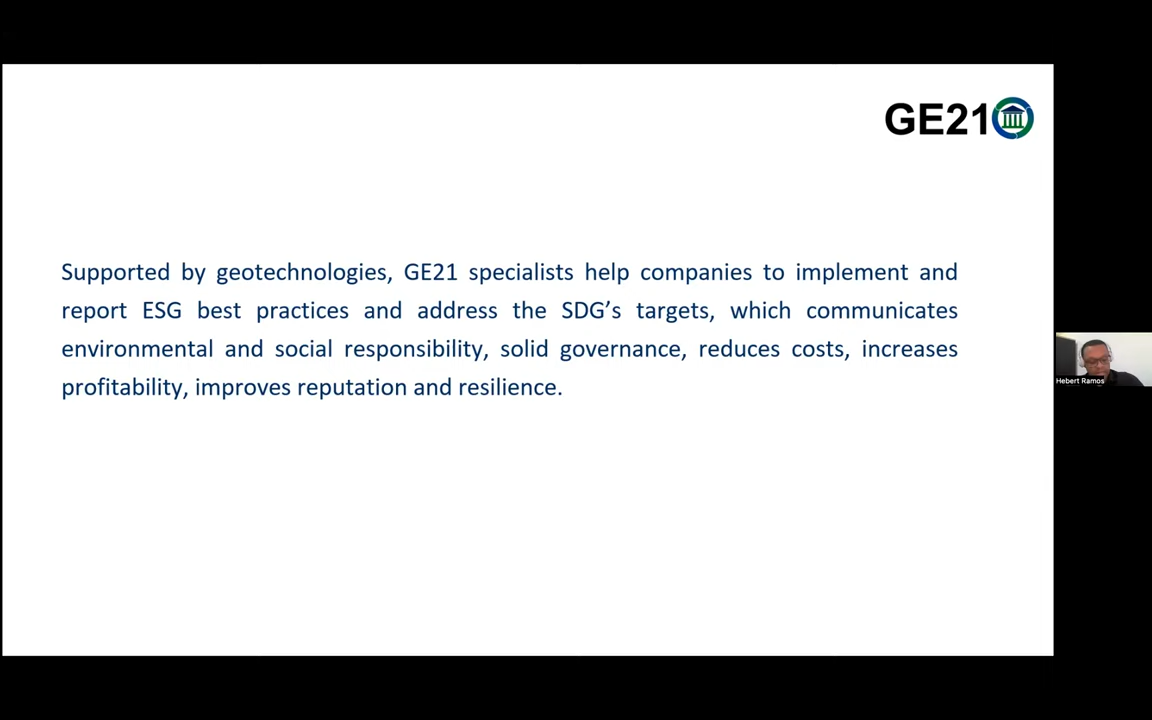 GE21
Supported by geotechnologies, GE21 specialists help companies to implement and
report ESG best practices and address the SDG’s targets, which communicates
environmental and social responsibility, solid governance, reduces costs, increases
profitability, improves reputation and resilience.
Hebert Ramos